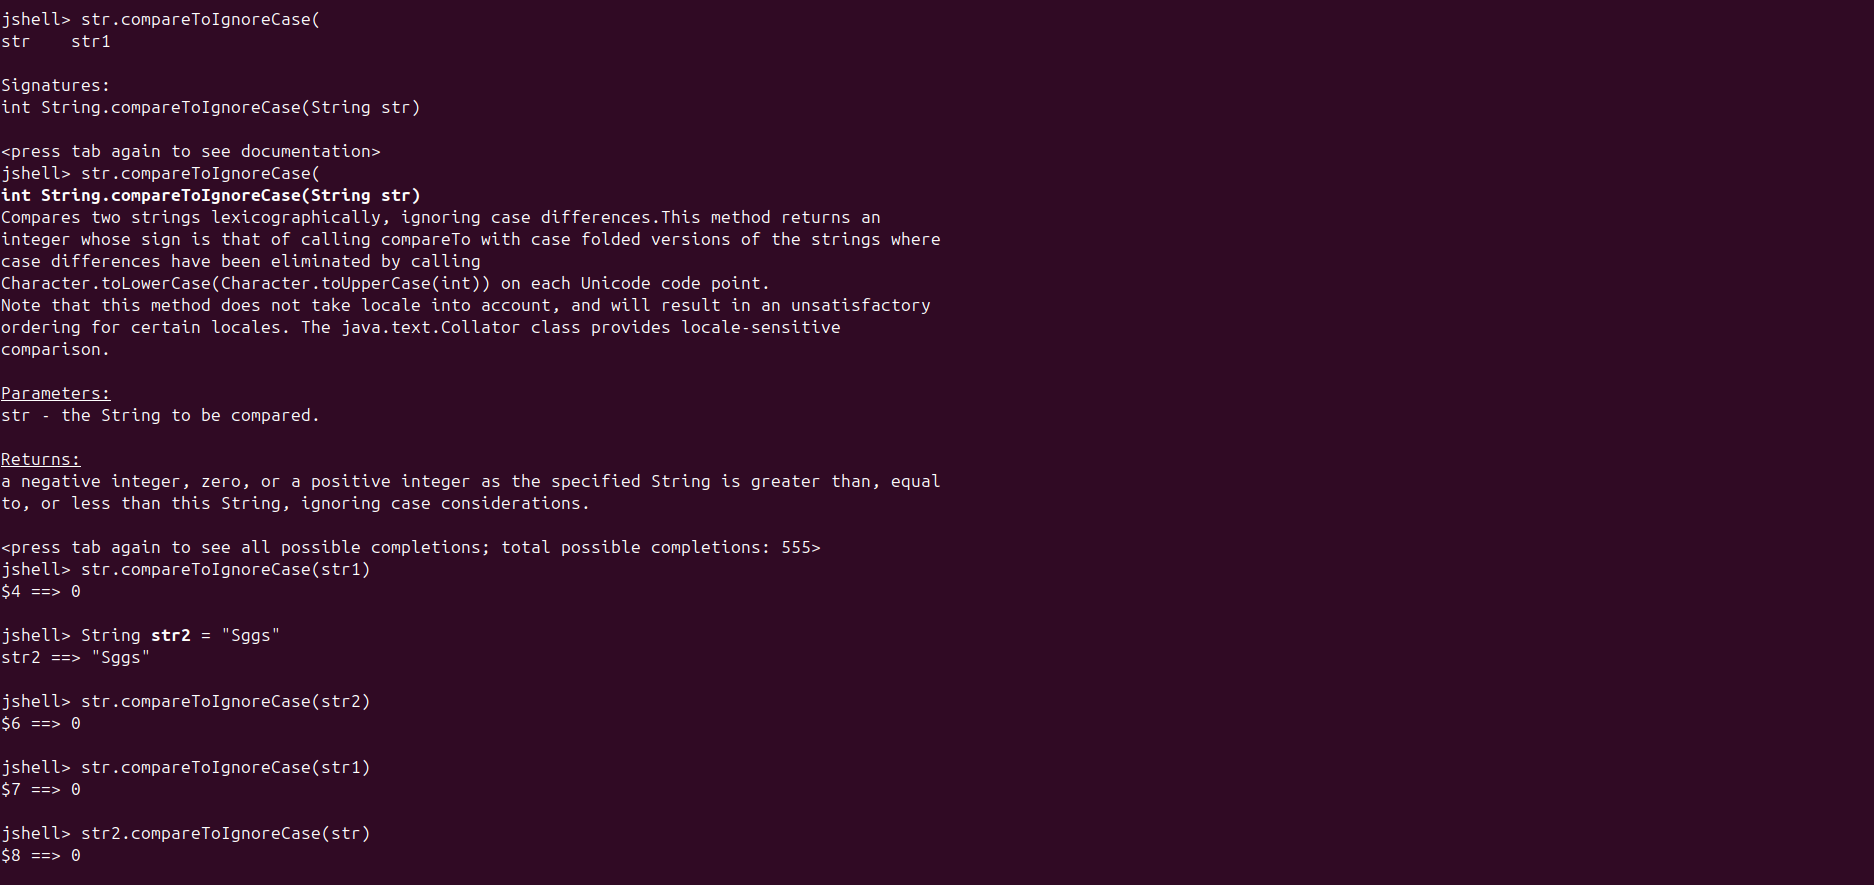 jshell> str.compareToIgnoreCase(
str    str1
Signatures:
int String.compareToIgnoreCase(String str)
<press tab again to see documentation>
jshell> str.compareToIgnoreCase(
int String.compareToIgnoreCase(String str)
Compares two strings lexicographically, ignoring case differences.This method returns an
integer whose sign is that of calling compareTo with case folded versions of the strings where
case differences have been eliminated by calling
Character.toLowerCase(Character.toUpperCase(int)) on each Unicode code point.
Note that this method does not take locale into account, and will result in an unsatisfactory
ordering for certain locales. The java.text.Collator class provides locale-sensitive
comparison.
Parameters:
str - the String to be compared.
Returns:
a negative integer, zero, or a positive integer as the specified String is greater than, equal
to, or less than this String, ignoring case considerations.
<press tab again to see all possible completions; total possible completions: 555>
jshell> str.compareToIgnoreCase(str1)
$4 ==> 0
jshell> String str2 = "Sggs"
str2 ==> "Sggs"
jshell> str.compareToIgnoreCase(str2)
$6 ==> 0
jshell> str.compareToIgnoreCase(str1)
$7 ==> 0
jshell> str2.compareToIgnoreCase(str)
$8 ==> 0